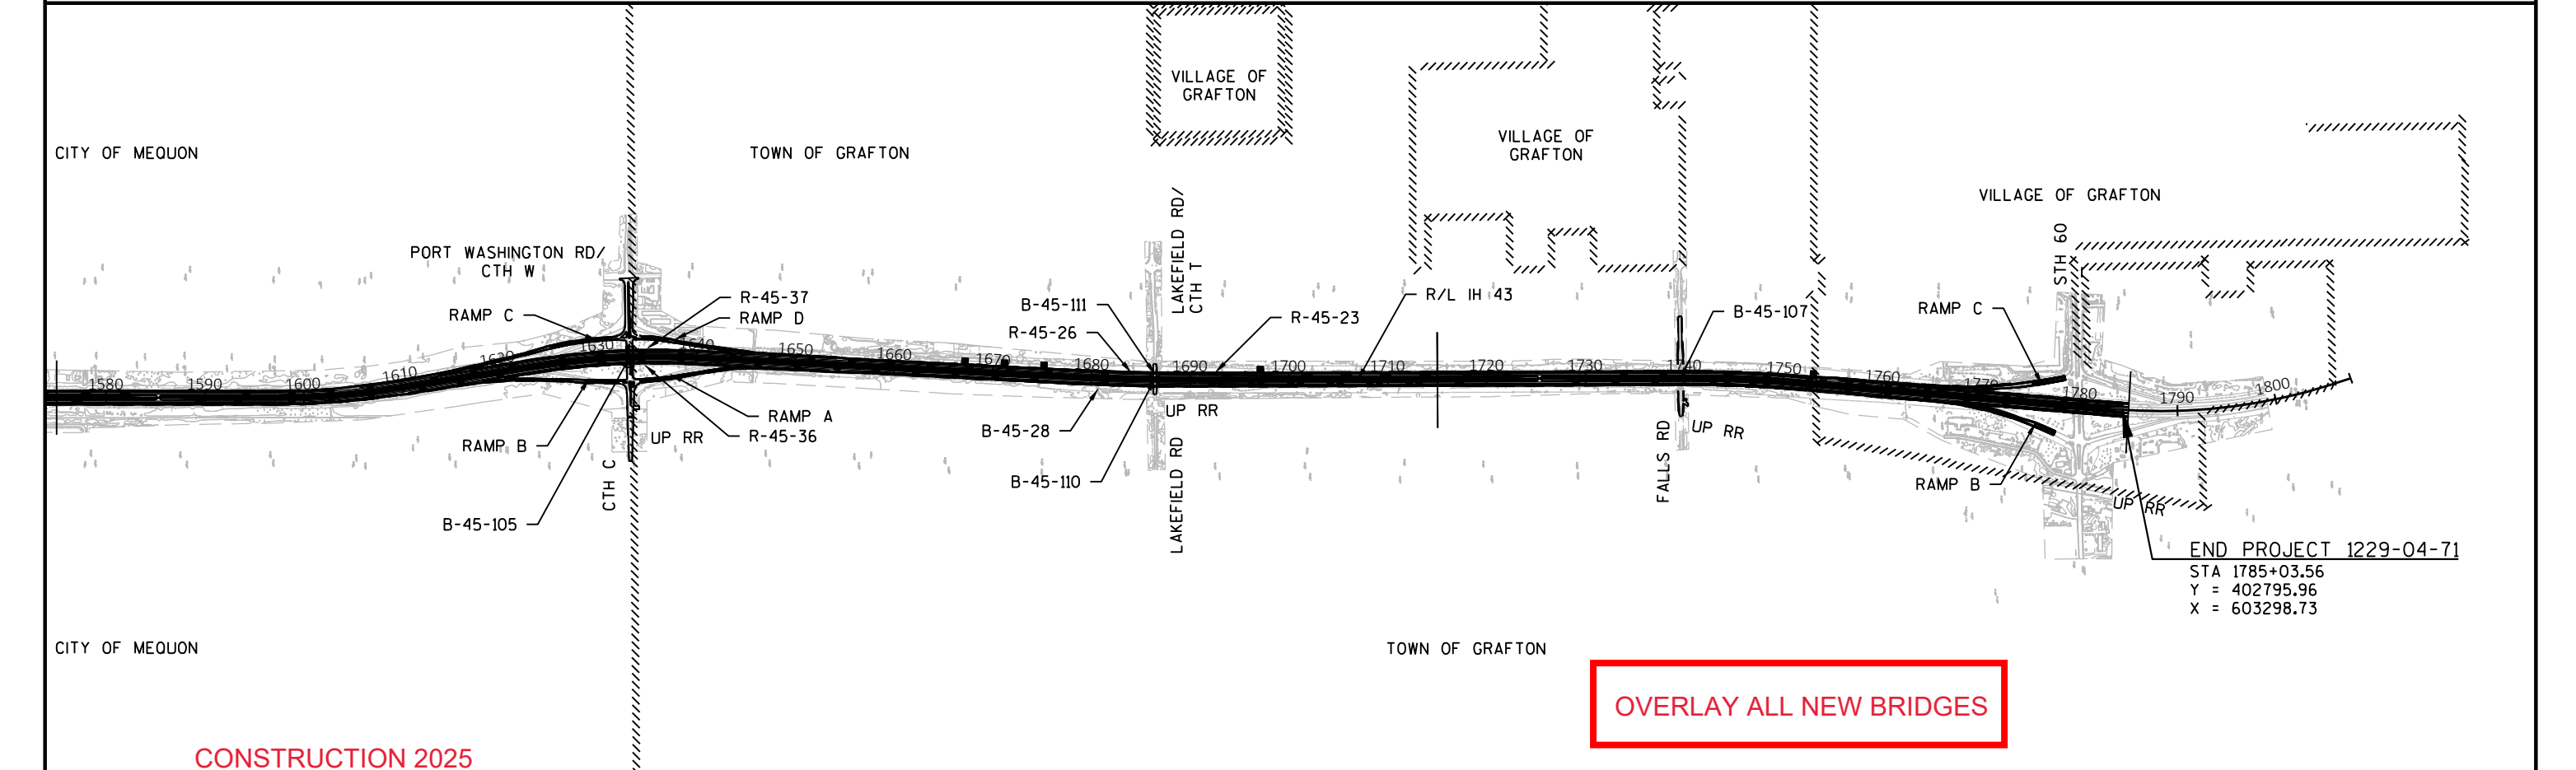 VILLAGE OF
GRAFTON
VILLAGE OF
GRAFTON
CITY OF MEQUON
TOWN OF GRAFTON
VILLAGE OF GRAFTON
PORT WASHINGTON RD/
CTH W
LAKEFIELD RD/
CTH T
STH 60
R-45-37
RAMP C
RAMP D
B-45-111
R-45-26
R-45-23
R/L IH 43
B-45-107
RAMP C
1580
1590
1600
1610
1620
1630
1640
1650
1660
1670
1680
1690
1700
1710
1720
1730
1740
1750
1760
1770
1780
1790
1800
RAMP B
UP RR
RAMP A
R-45-36
B-45-28
UP RR
UP RR
B-45-110
B-45-105
CTH C
LAKEFIELD RD
FALLS RD
RAMP B
UP RR
END PROJECT 1229-04-71
STA 1785+03.56
Y = 402795.96
X = 603298.73
CITY OF MEQUON
TOWN OF GRAFTON
OVERLAY ALL NEW BRIDGES
CONSTRUCTION 2025